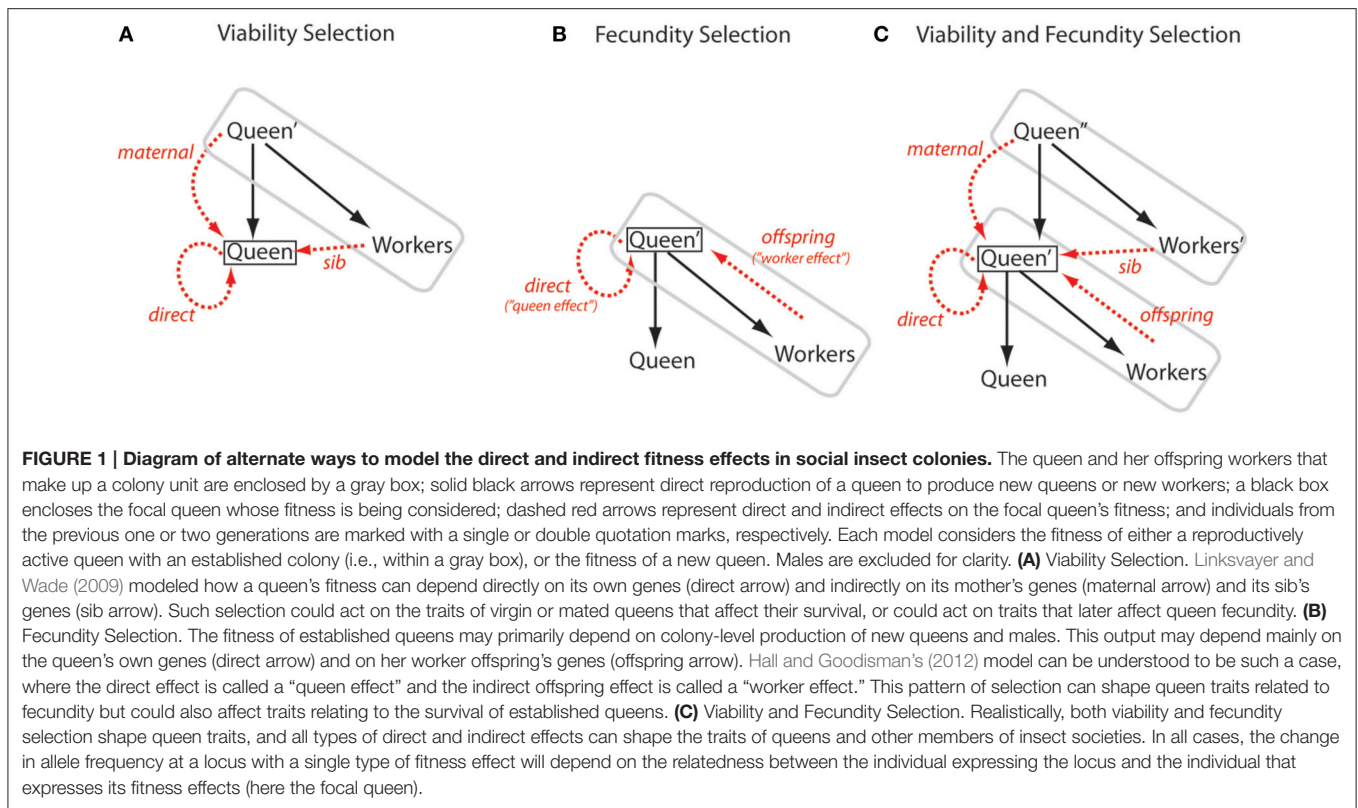 A Viability Selection
B Fecundity Selection
C Viability and Fecundity Selection
Queen'
maternal
Queen
Workers
sib
direct
Queen'
offspring
("worker effect")
direct
("queen effect")
Queen
Workers
Queen"
maternal
Queen'
Workers'
sib
direct
offspring
Queen
Workers
FIGURE 1 | Diagram of alternate ways to model the direct and indirect fitness effects in social insect colonies. The queen and her offspring workers that
make up a colony unit are enclosed by a gray box; solid black arrows represent direct reproduction of a queen to produce new queens or new workers; a black box
encloses the focal queen whose fitness is being considered; dashed red arrows represent direct and indirect effects on the focal queen's fitness; and individuals from
the previous one or two generations are marked with a single or double quotation marks, respectively. Each model considers the fitness of either a reproductively
active queen with an established colony (i.e., within a gray box), or the fitness of a new queen. Males are excluded for clarity. (A) Viability Selection. Linksvayer and
Wade (2009) modeled how a queen's fitness can depend directly on its own genes (direct arrow) and indirectly on its mother's genes (maternal arrow) and its sib's
genes (sib arrow). Such selection could act on the traits of virgin or mated queens that affect their survival, or could act on traits that later affect queen fecundity. (B)
Fecundity Selection. The fitness of established queens may primarily depend on colony-level production of new queens and males. This output may depend mainly on
the queen's own genes (direct arrow) and on her worker offspring's genes (offspring arrow). Hall and Goodisman's (2012) model can be understood to be such a case,
where the direct effect is called a "queen effect" and the indirect offspring effect is called a "worker effect." This pattern of selection can shape queen traits related to
fecundity but could also affect traits relating to the survival of established queens. (C) Viability and Fecundity Selection. Realistically, both viability and fecundity
selection shape queen traits, and all types of direct and indirect effects can shape the traits of queens and other members of insect societies. In all cases, the change
in allele frequency at a locus with a single type of fitness effect will depend on the relatedness between the individual expressing the locus and the individual that
expresses its fitness effects (here the focal queen).